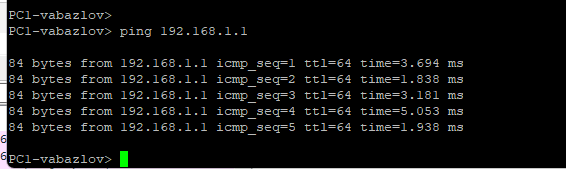 PC1-vabazlov>
PC1-vabazlov> ping 192.168.1.1
84 bytes from 192.168.1.1 icmp_seq=1 ttl=64 time=3.694 ms
84 bytes from 192.168.1.1 icmp_seq=2 ttl=64 time=1.838 ms
84 bytes from 192.168.1.1 icmp_seq=3 ttl=64 time=3.181 ms
84 bytes from 192.168.1.1 icmp_seq=4 ttl=64 time=5.053 ms
84 bytes from 192.168.1.1 icmp_seq=5 ttl=64 time=1.938 ms
PC1-vabazlov>